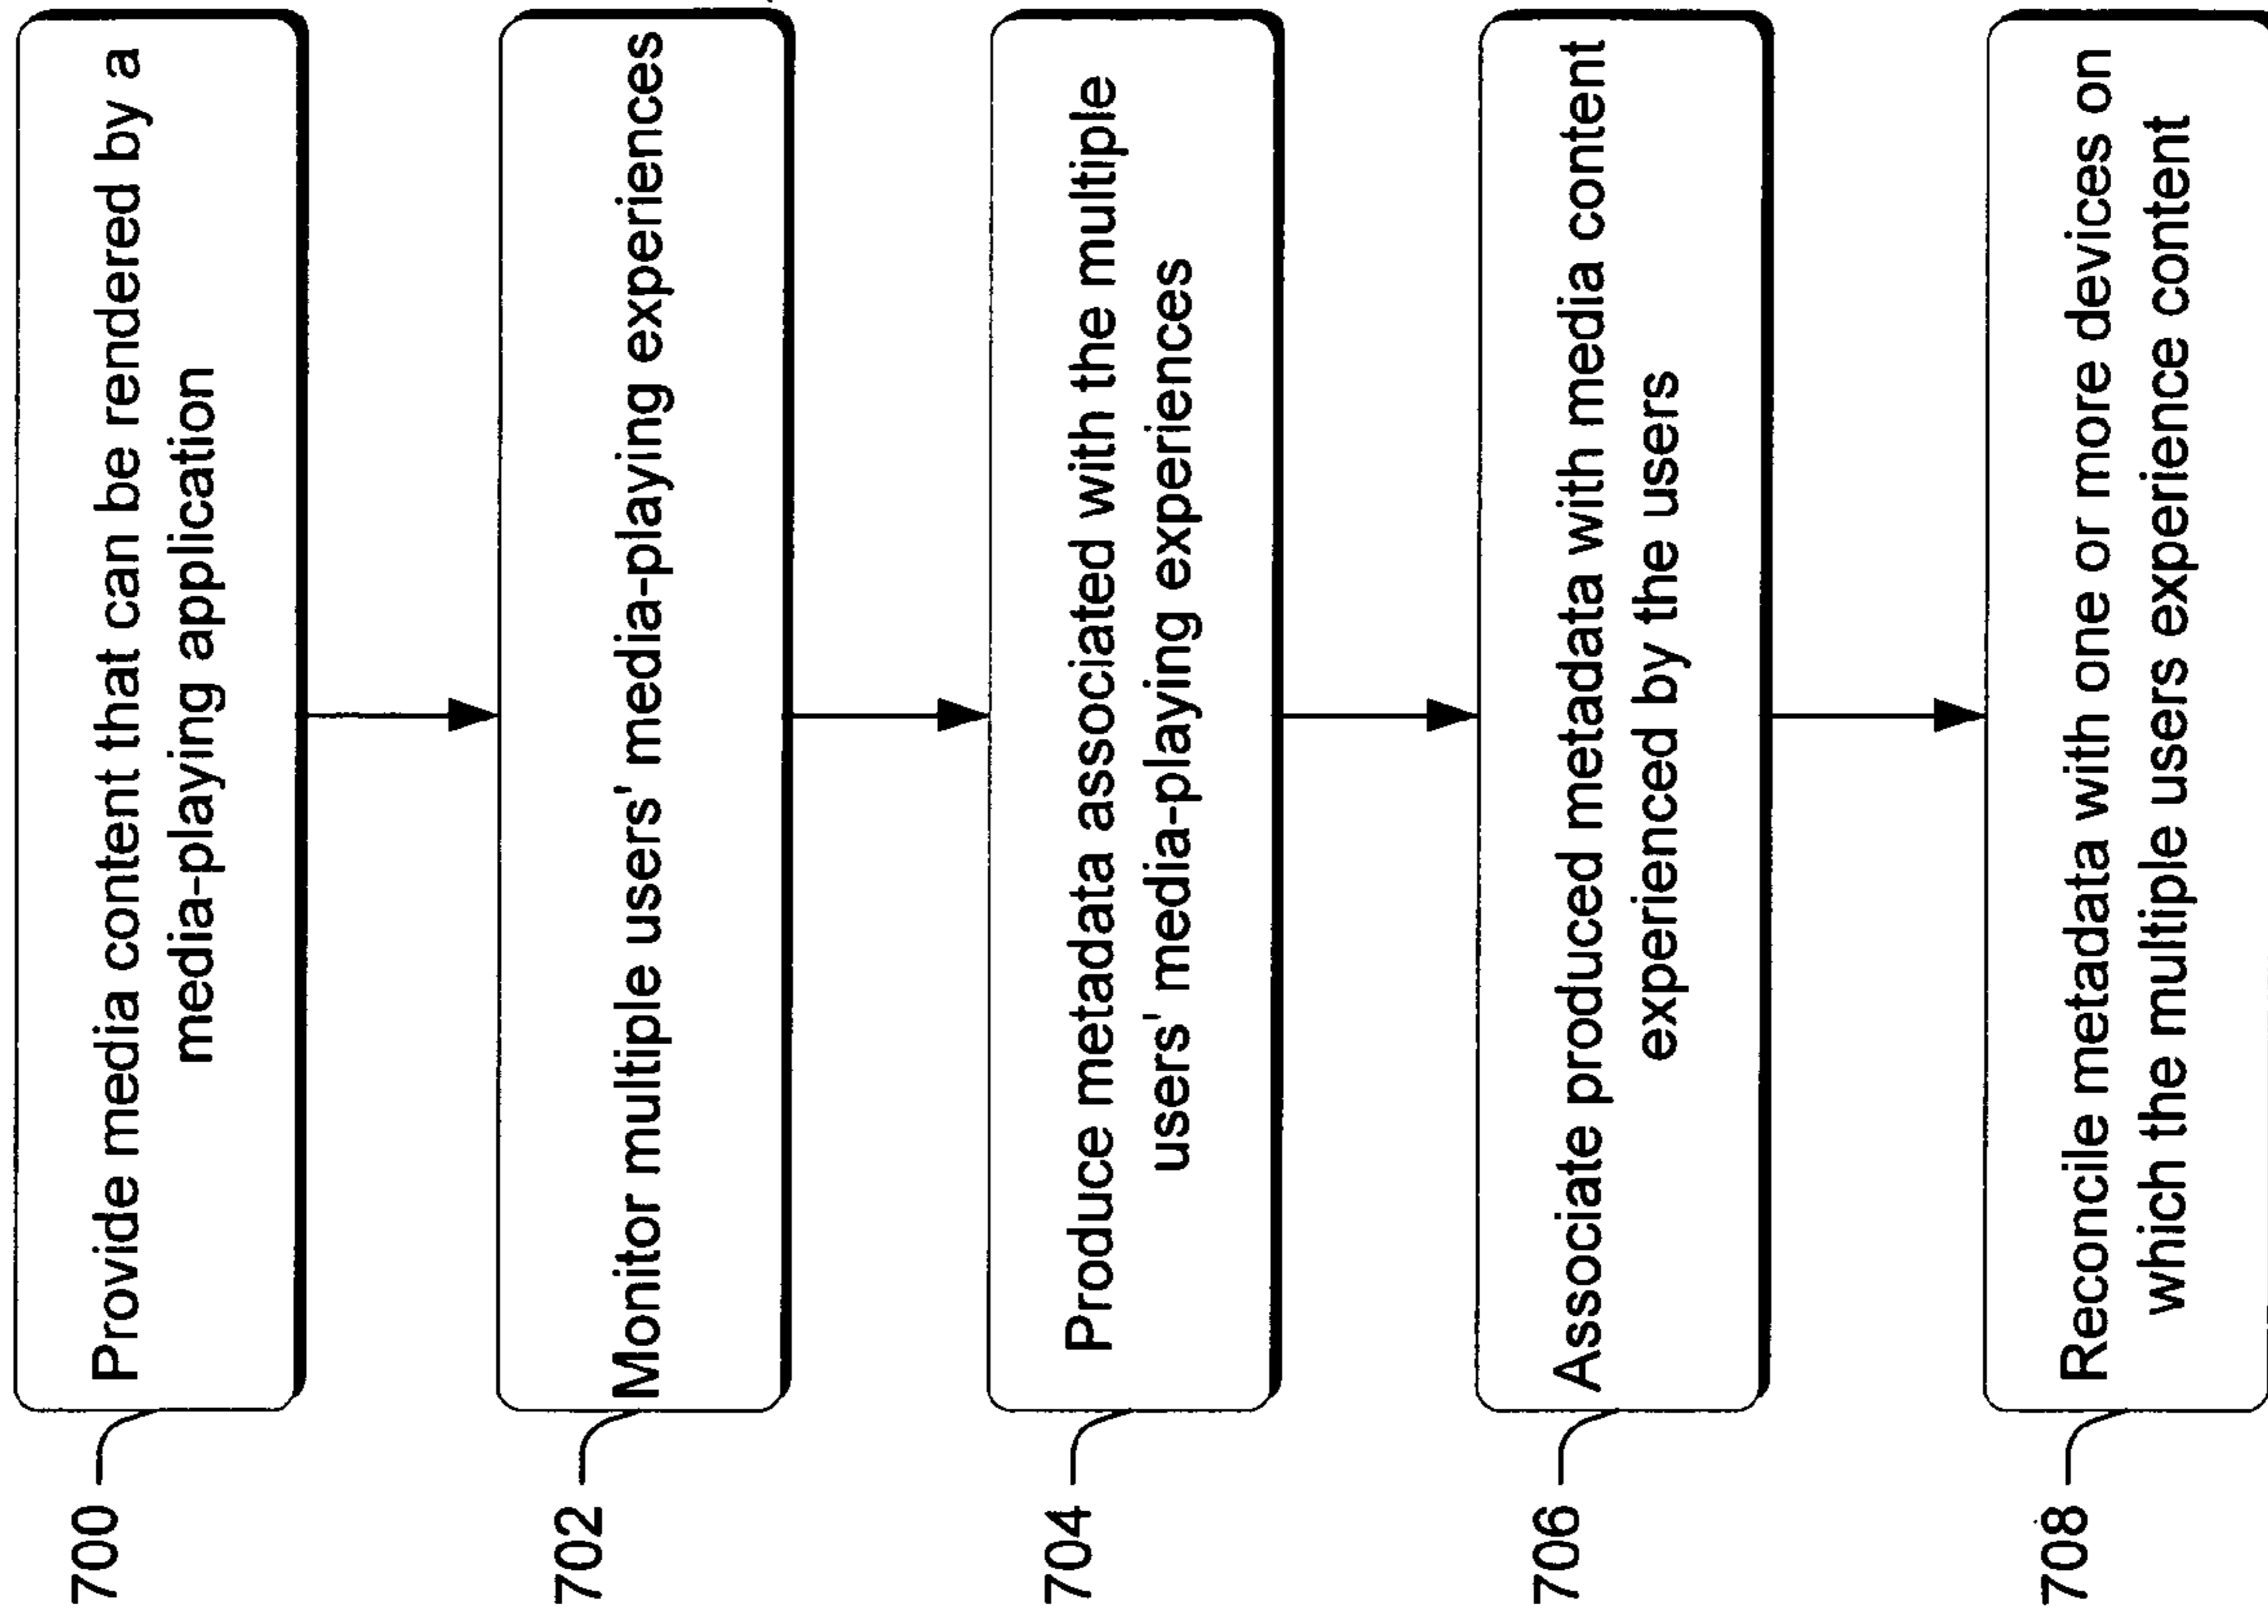 700
Provide media content that can be rendered by a
media-playing application
702
Monitor multiple users' media-playing experiences
704
Produce metadata associated with the multiple
users' media-playing experiences
706
Associate produced metadata with media content
experienced by the users
708
Reconcile metadata with one or more devices on
which the multiple users experience content